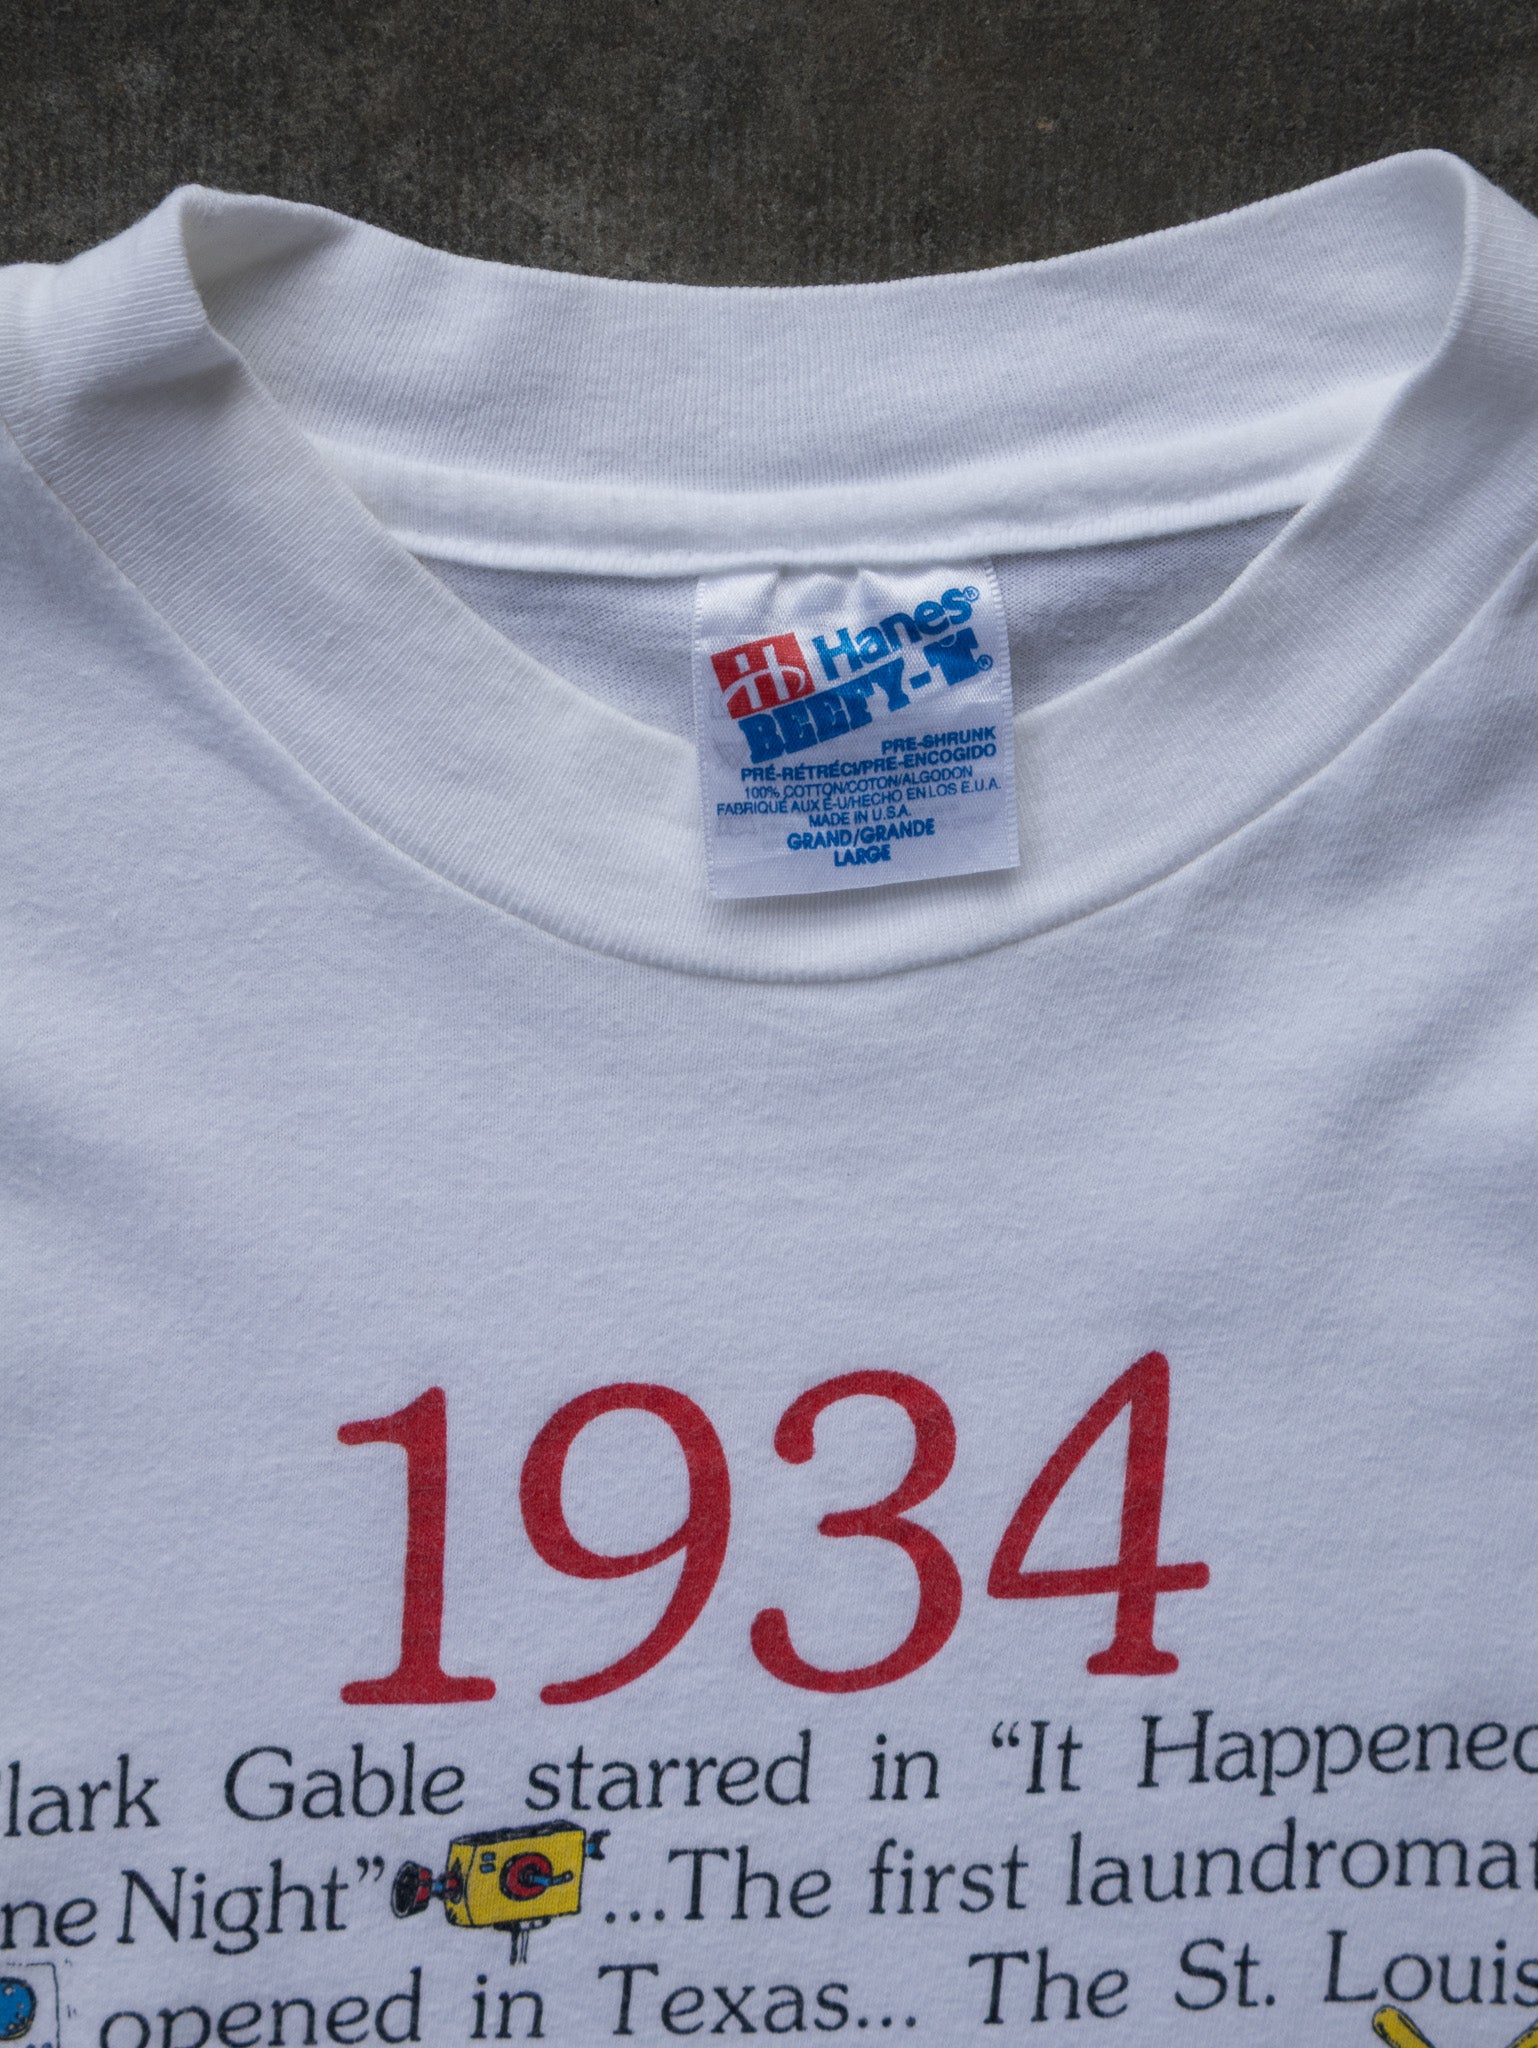 Hanes®
BEEFY-T®
PRE-SHRUNK
PRÉ-RÉTRÉCI/PRE-ENCOGIDO
100% COTTON/COTON/ALGODON
FABRIQUÉ AUX É-U/HECHO EN LOS E.U.A.
MADE IN U.S.A.
GRAND/GRANDE
LARGE
1934
lark Gable starred in “It Happened
ne Night” ...The first laundromat
opened in Texas... The St. Louis